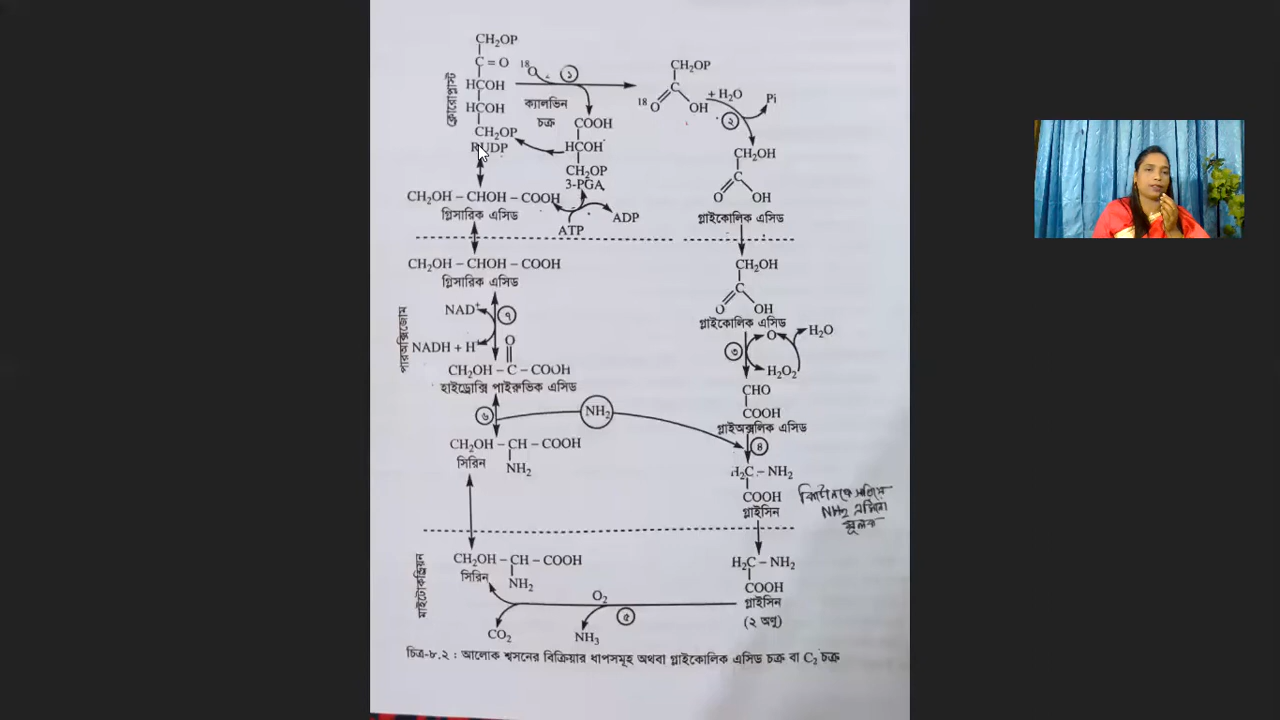 CH₂OP
C = O
HCOH
HCOH
CH₂OP
RUDP
ক্লোরোপ্লাস্ট
¹⁸O
১
ক্যালভিন
চক্র
COOH
HCOH
CH₂OP
3-PGA
CH₂OP
C
¹⁸O
OH
+ H₂O
Pi
২
CH₂OH
C
O
OH
গ্লাইকোলিক এসিড
CH₂OH – CHOH – COOH
গ্লিসারিক এসিড
ATP
ADP
CH₂OH – CHOH – COOH
গ্লিসারিক এসিড
CH₂OH
C
O
OH
গ্লাইকোলিক এসিড
পারঅক্সিজোম
NAD⁺
৭
NADH + H⁺
O
CH₂OH – C – COOH
হাইড্রোক্সি পাইরুভিক এসিড
৩
O
H₂O
H₂O₂
CHO
COOH
গ্লাইঅক্সলিক এসিড
৬
NH₂
৪
CH₂OH – CH – COOH
সিরিন
NH₂
H₂C – NH₂
COOH
গ্লাইসিন
NH₂
মাইটোকন্ড্রিয়ন
CH₂OH – CH – COOH
সিরিন
NH₂
H₂C – NH₂
COOH
গ্লাইসিন
(২ অণু)
O₂
৫
CO₂
NH₃
চিত্র-৮.২ : আলোক শ্বসনের বিক্রিয়ার ধাপসমূহ অথবা গ্লাইকোলিক এসিড চক্র বা C₂ চক্র